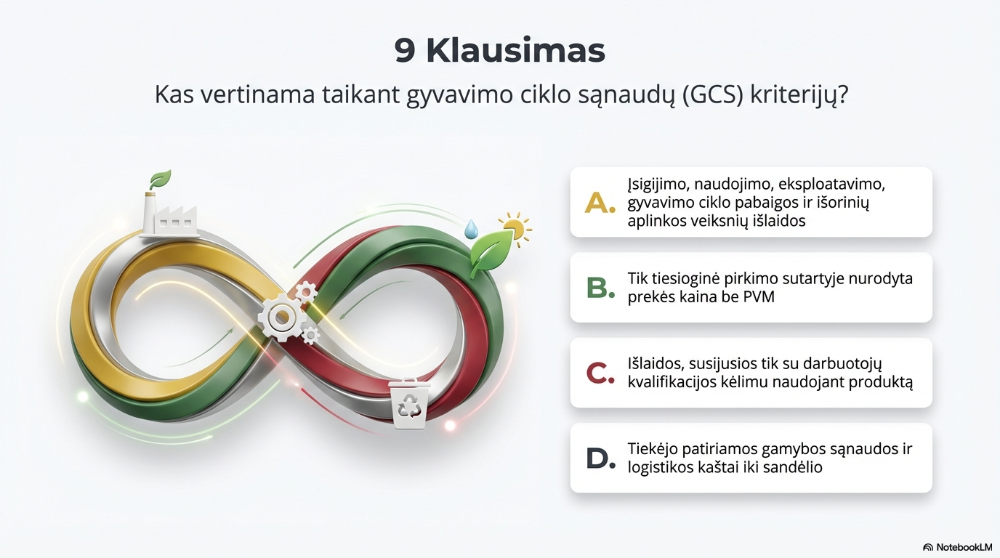 9 Klausimas
Kas vertinama taikant gyvavimo ciklo sąnaudų (GCS) kriterijų?
A. Įsigijimo, naudojimo, eksploatavimo,
gyvavimo ciklo pabaigos ir išorinių
aplinkos veiksnių išlaidos
B. Tik tiesioginė pirkimo sutartyje nurodyta
prekės kaina be PVM
C. Išlaidos, susijusios tik su darbuotojų
kvalifikacijos kėlimu naudojant produktą
D. Tiekėjo patiriamos gamybos sąnaudos ir
logistikos kaštai iki sandėlio
NotebookLM